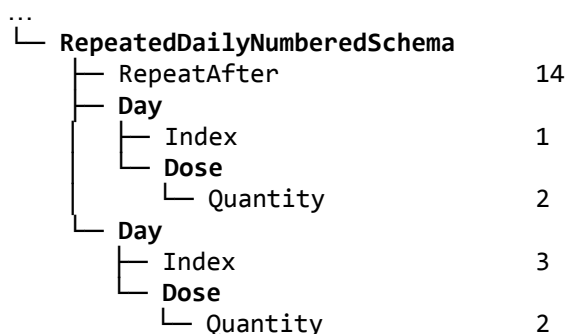 …
└─ RepeatedDailyNumberedSchema
├─ RepeatAfter 14
├─ Day
│ ├─ Index 1
│ └─ Dose
│ └─ Quantity 2
└─ Day
├─ Index 3
└─ Dose
└─ Quantity 2